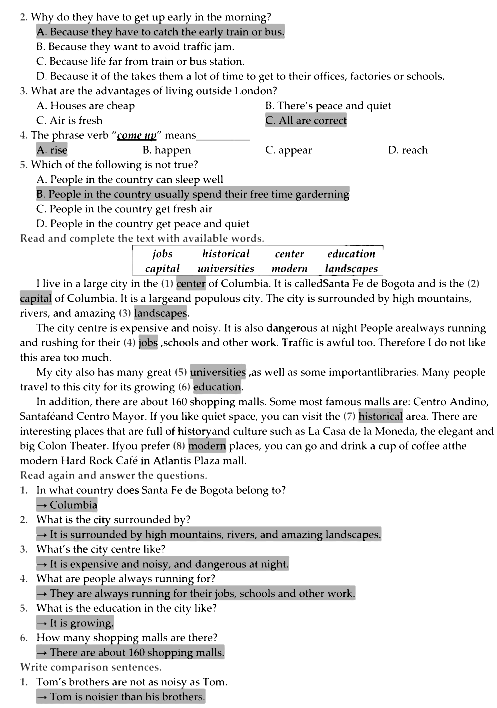 2. Why do they have to get up early in the morning?
A. Because they have to catch the early train or bus.
B. Because they want to avoid traffic jam.
C. Because life far from train or bus station.
D. Because it of the takes them a lot of time to get to their offices, factories or schools.
3. What are the advantages of living outside London?
A. Houses are cheap B. There's peace and quiet
C. Air is fresh C. All are correct
4. The phrase verb "come up" means__________
A. rise B. happen C. appear D. reach
5. Which of the following is not true?
A. People in the country can sleep well
B. People in the country usually spend their free time garderning
C. People in the country get fresh air
D. People in the country get peace and quiet
Read and complete the text with available words.
jobs historical center education
capital universities modern landscapes
I live in a large city in the (1) center of Columbia. It is calledSanta Fe de Bogota and is the (2)
capital of Columbia. It is a largeand populous city. The city is surrounded by high mountains,
rivers, and amazing (3) landscapes.
The city centre is expensive and noisy. It is also dangerous at night People arealways running
and rushing for their (4) jobs ,schools and other work. Traffic is awful too. Therefore I do not like
this area too much.
My city also has many great (5) universities ,as well as some importantlibraries. Many people
travel to this city for its growing (6) education.
In addition, there are about 160 shopping malls. Some most famous malls are: Centro Andino,
Santaféand Centro Mayor. If you like quiet space, you can visit the (7) historical area. There are
interesting places that are full of historyand culture such as La Casa de la Moneda, the elegant and
big Colon Theater. Ifyou prefer (8) modern places, you can go and drink a cup of coffee atthe
modern Hard Rock Café in Atlantis Plaza mall.
Read again and answer the questions.
1. In what country does Santa Fe de Bogota belong to?
→ Columbia
2. What is the city surrounded by?
→ It is surrounded by high mountains, rivers, and amazing landscapes.
3. What's the city centre like?
→ It is expensive and noisy, and dangerous at night.
4. What are people always running for?
→ They are always running for their jobs, schools and other work.
5. What is the education in the city like?
→ It is growing.
6. How many shopping malls are there?
→ There are about 160 shopping malls.
Write comparison sentences.
1. Tom's brothers are not as noisy as Tom.
→ Tom is noisier than his brothers.